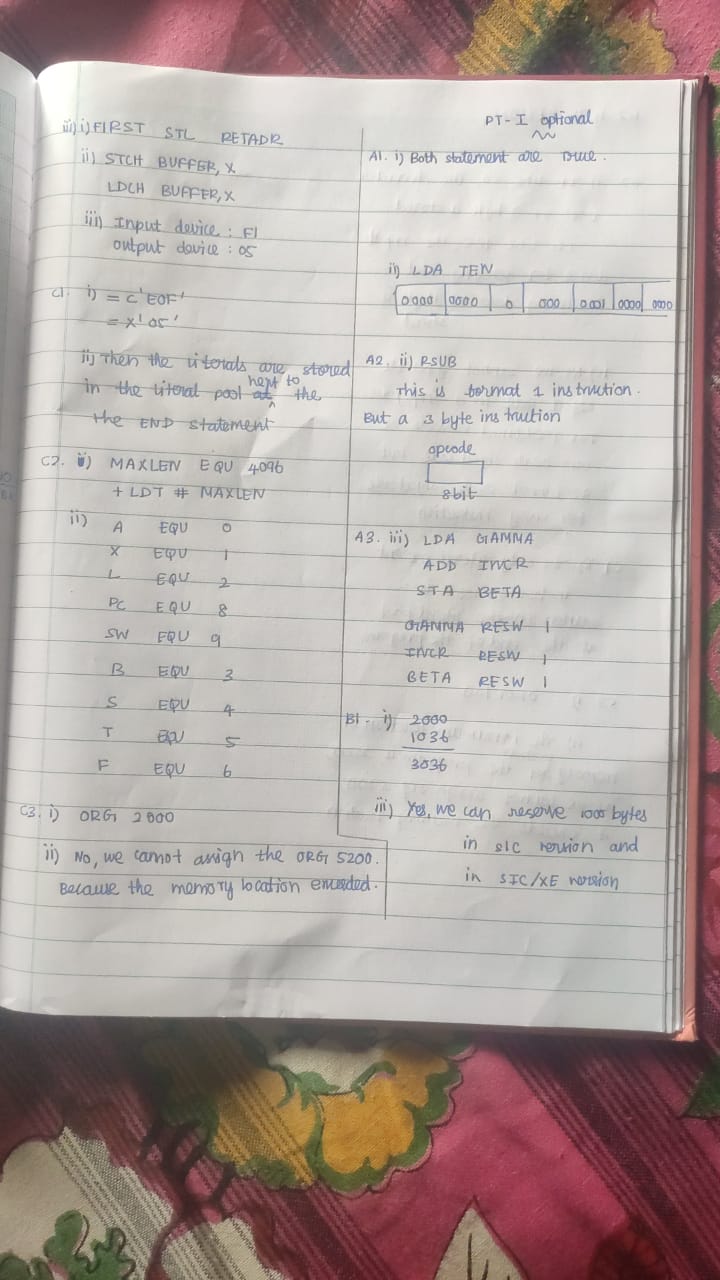 iii) i) FIRST STL RETADR
ii) STCH BUFFER, X
LDCH BUFFER, X
iii) Input device : F1
output device : 05
C1. i) = C'EOF'
= X'05'
ii) Then the literals are stored
in the literal pool next to the
the END statement
C2. i) MAXLEN EQU 4096
+ LDT # MAXLEN
ii) A EQU 0
X EQU 1
L EQU 2
PC EQU 8
SW EQU 9
B EQU 3
S EQU 4
T EQU 5
F EQU 6
C3. i) ORG 2000
ii) No, we cannot assign the ORG 5200.
Because the memory location
PT - I optional
A1. i) Both statement are True.
ii) LDA TEN
0000 0000 0 000 0001 0000 0000
A2. ii) RSUB
This is format 1 instruction.
But a 3 byte instruction
opcode
8bit
A3. iii) LDA GAMMA
ADD INCR
STA BETA
GAMMA RESW 1
INCR RESW 1
BETA RESW 1
B1 - i) 2000
1036
3036
iii) Yes, we can reserve 1000 bytes
in SIC version and
in SIC/XE version